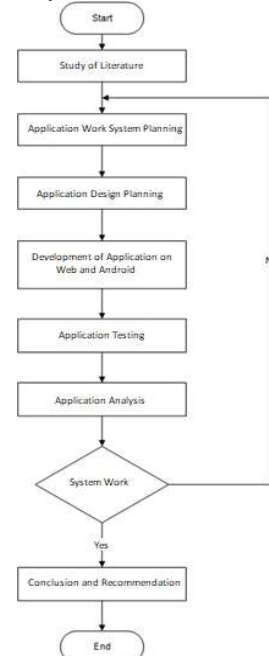 Start
Study of Literature
Application Work System Planning
Application Design Planning
Development of Application on
Web and Android
Application Testing
Application Analysis
System Work
Yes
Conclusion and Recommendation
End